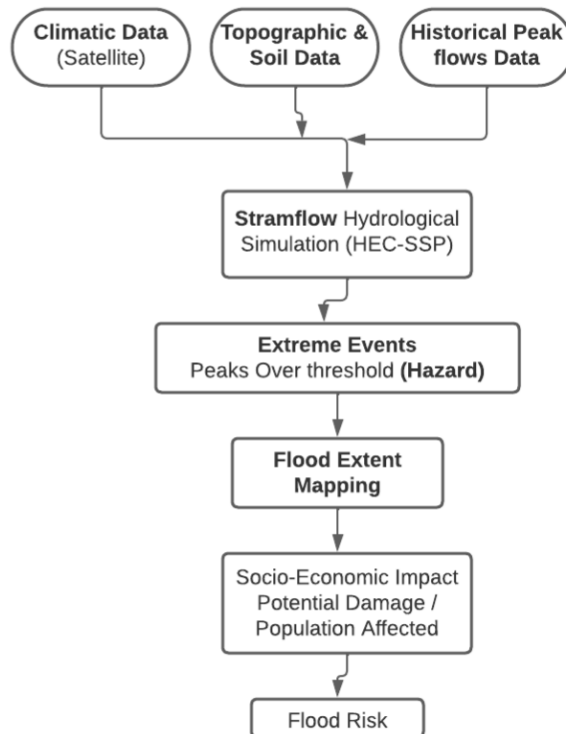 Climatic Data
(Satellite)
Topographic &
Soil Data
Historical Peak
flows Data
Stramflow Hydrological
Simulation (HEC-SSP)
Extreme Events
Peaks Over threshold (Hazard)
Flood Extent
Mapping
Socio-Economic Impact
Potential Damage /
Population Affected
Flood Risk